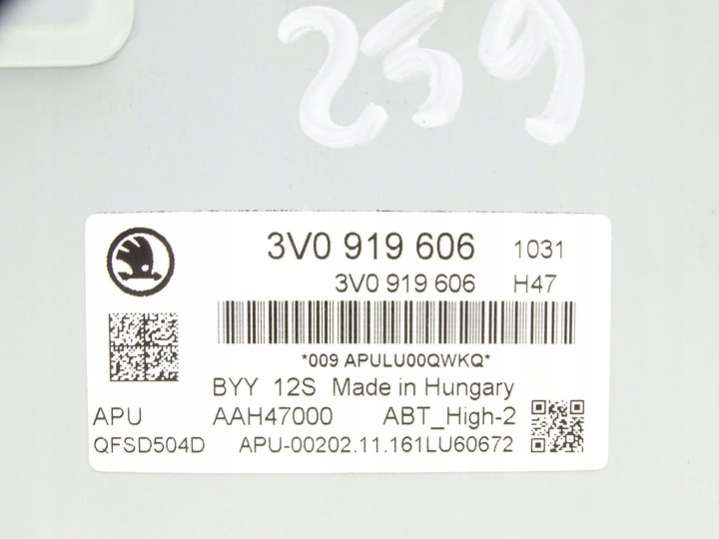 259
3V0 919 606 1031
3V0 919 606 H47
*009 APULU00QWKQ*
BYY 12S Made in Hungary
APU AAH47000 ABT_High-2
QFSD504D APU-00202.11.161LU60672